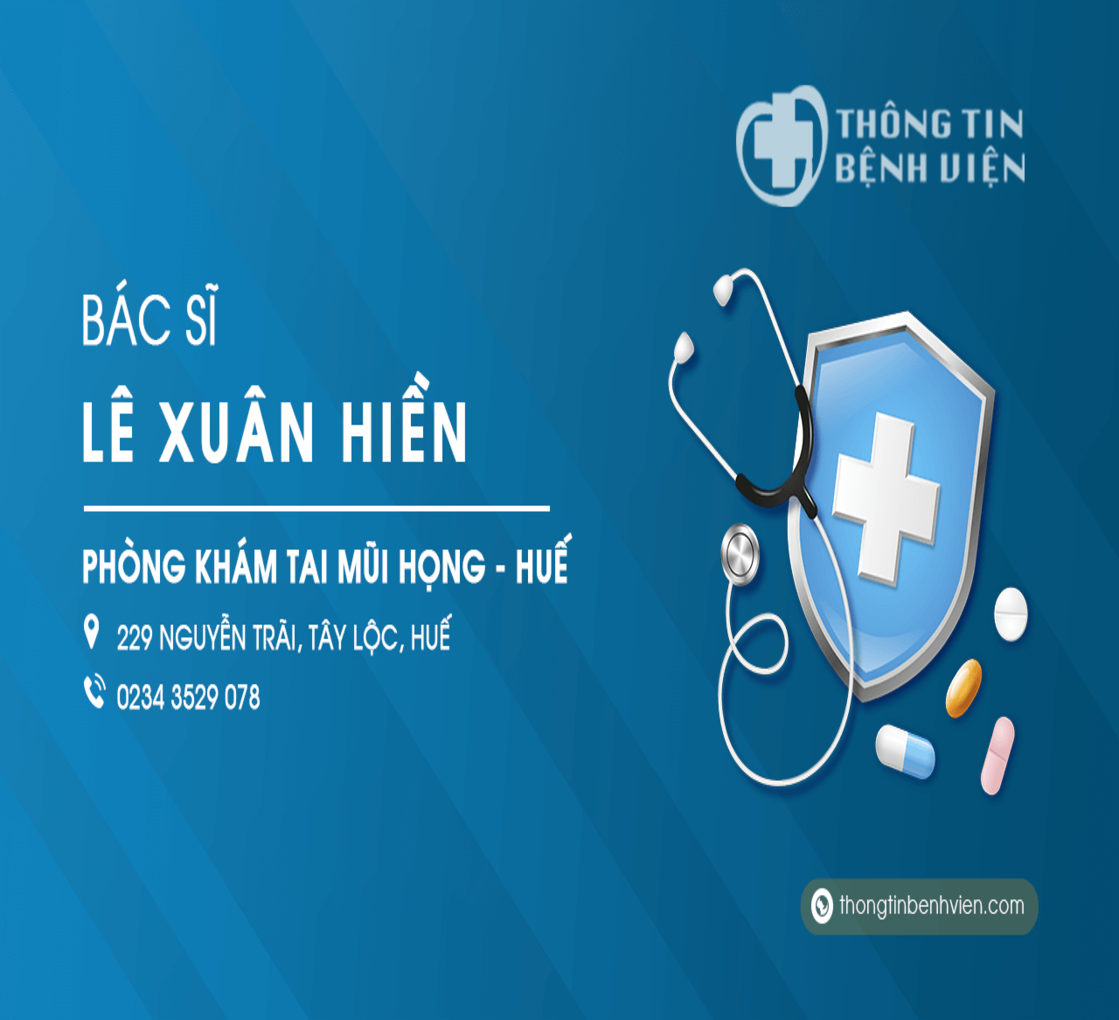 THÔNG TIN
BỆNH VIỆN
BÁC SĨ
LÊ XUÂN HIỀN
PHÒNG KHÁM TAI MŨI HỌNG - HUẾ
229 NGUYỄN TRÃI, TÂY LỘC, HUẾ
0234 3529 078
thongtinbenhvien.com